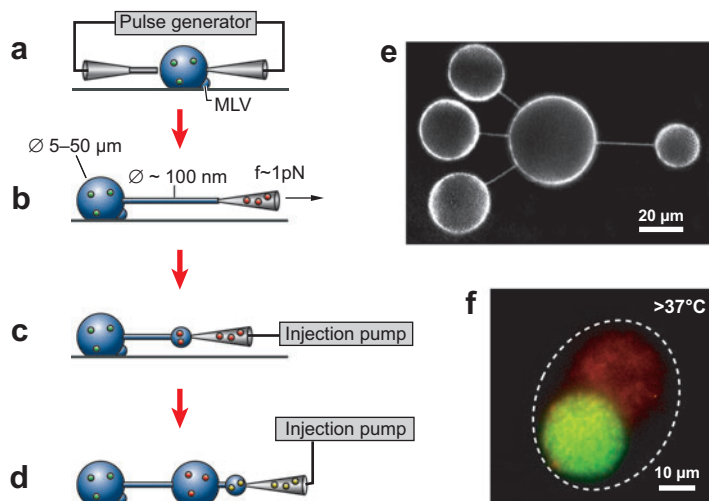 a
Pulse generator
MLV
∅ 5–50 μm
∅ ~ 100 nm
f~1pN
b
c
Injection pump
Injection pump
d
e
20 μm
f
>37°C
10 μm